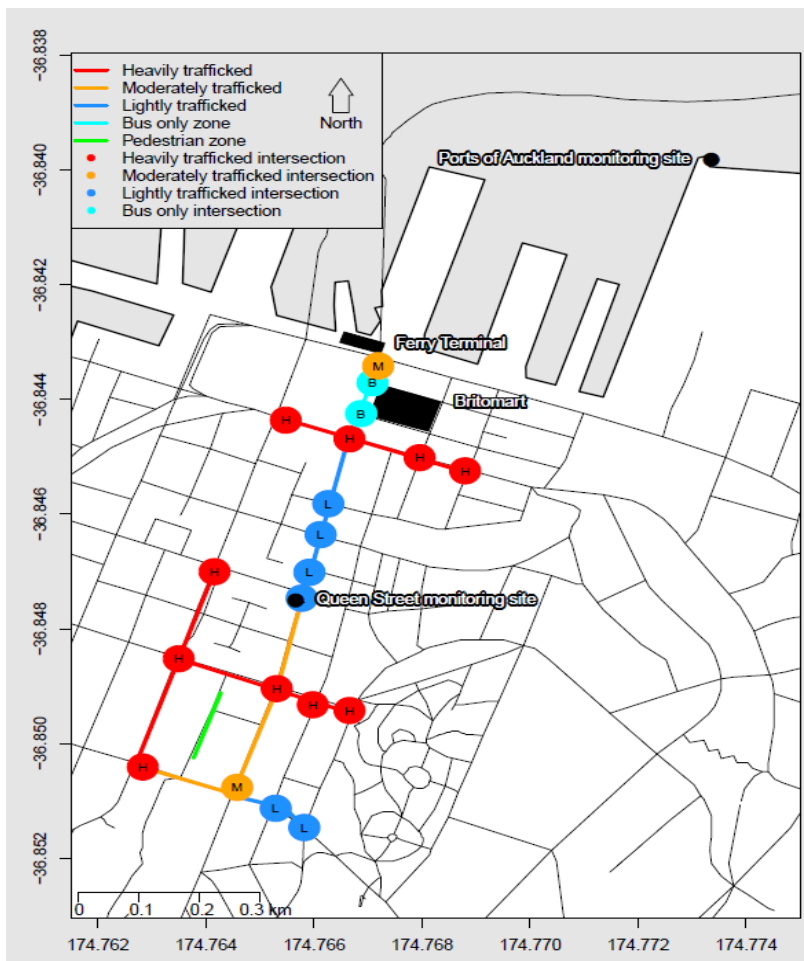 Heavily trafficked
Moderately trafficked
Lightly trafficked
Bus only zone
Pedestrian zone
Heavily trafficked intersection
Moderately trafficked intersection
Lightly trafficked intersection
Bus only intersection
North
Ports of Auckland monitoring site
Ferry Terminal
M
B
Britomart
B
H
H
H
H
L
L
L
H
Queen Street monitoring site
H
H
H
H
H
M
L
L
0 0.1 0.2 0.3 km
-36.838
-36.840
-36.842
-36.844
-36.846
-36.848
-36.850
-36.852
174.762 174.764 174.766 174.768 174.770 174.772 174.774